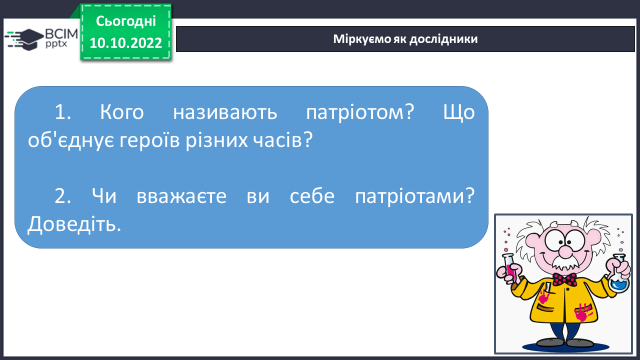 Сьогодні
10.10.2022
BCIM
pptx
Міркуємо як дослідники
1. Кого називають патріотом? Що
об'єднує героїв різних часів?
2. Чи вважаєте ви себе патріотами?
Доведіть.